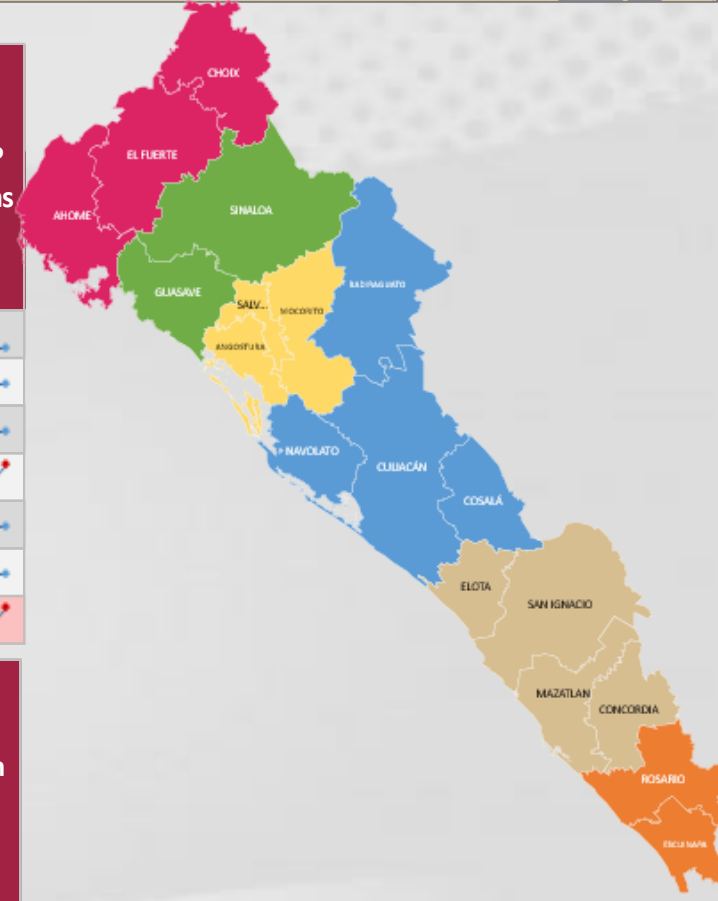 CHOIX
EL FUERTE
AHOME
as
SINALOA
GUASAVE
BADIRAGUATO
SALV...
MOCORITO
ANGOSTURA
NAVOLATO
CULIACÁN
COSALÁ
ELOTA
SAN IGNACIO
MAZATLAN
CONCORDIA
n
ROSARIO
ESCUINAPA